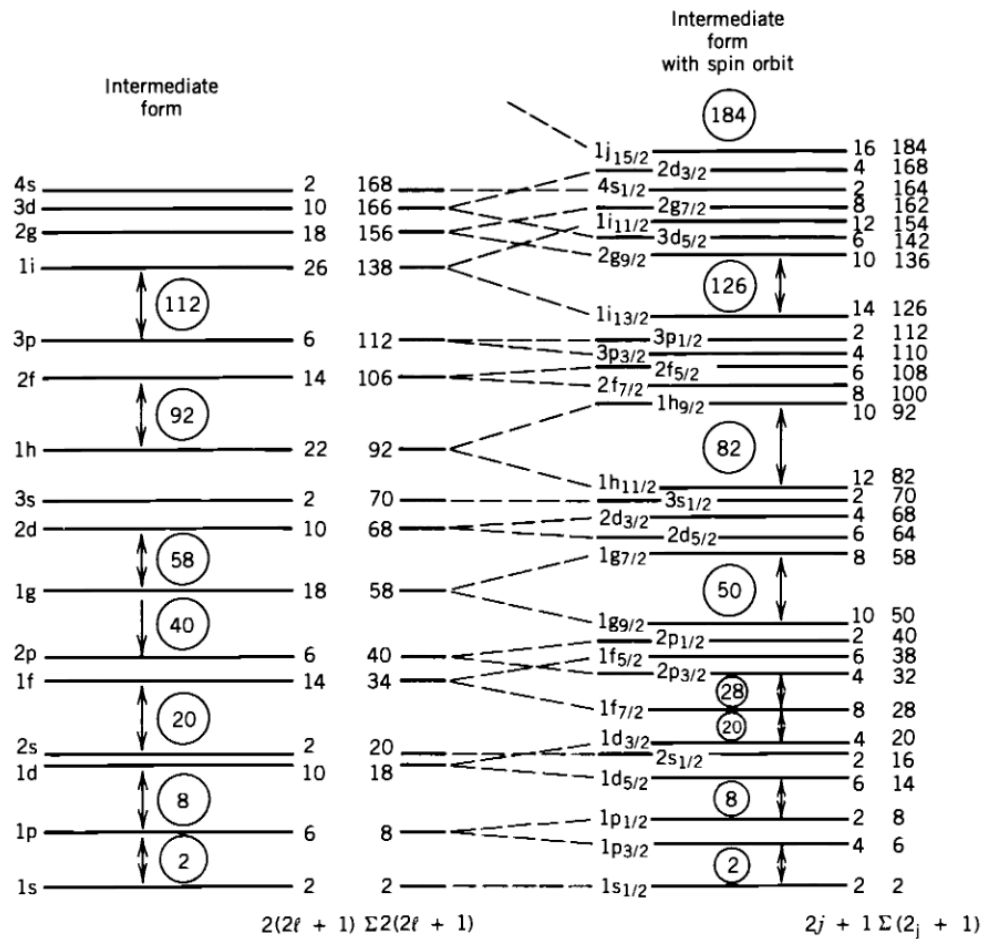 Intermediate
form
Intermediate
form
with spin orbit
184
4s 2 168
3d 10 166
2g 18 156
1i 26 138
112
3p 6 112
2f 14 106
92
1h 22 92
3s 2 70
2d 10 68
58
1g 18 58
40
2p 6 40
1f 14 34
20
2s 2 20
1d 10 18
8
1p 6 8
2
1s 2 2
2(2ℓ + 1) Σ2(2ℓ + 1)
1j15/2 16 184
2d3/2 4 168
4s1/2 2 164
2g7/2 8 162
1i11/2 12 154
3d5/2 6 142
2g9/2 10 136
126
1i13/2 14 126
3p1/2 2 112
3p3/2 4 110
2f5/2 6 108
2f7/2 8 100
1h9/2 10 92
82
1h11/2 12 82
3s1/2 2 70
2d3/2 4 68
2d5/2 6 64
1g7/2 8 58
50
1g9/2 10 50
2p1/2 2 40
1f5/2 6 38
2p3/2 4 32
28
1f7/2 8 28
20
1d3/2 4 20
2s1/2 2 16
1d5/2 6 14
8
1p1/2 2 8
1p3/2 4 6
2
1s1/2 2 2
2j + 1 Σ(2j + 1)